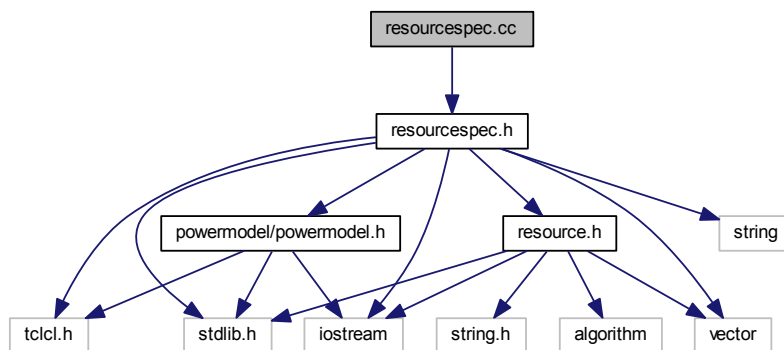 resourcespec.cc
resourcespec.h
powermodel/powermodel.h
resource.h
string
tclcl.h
stdlib.h
iostream
string.h
algorithm
vector